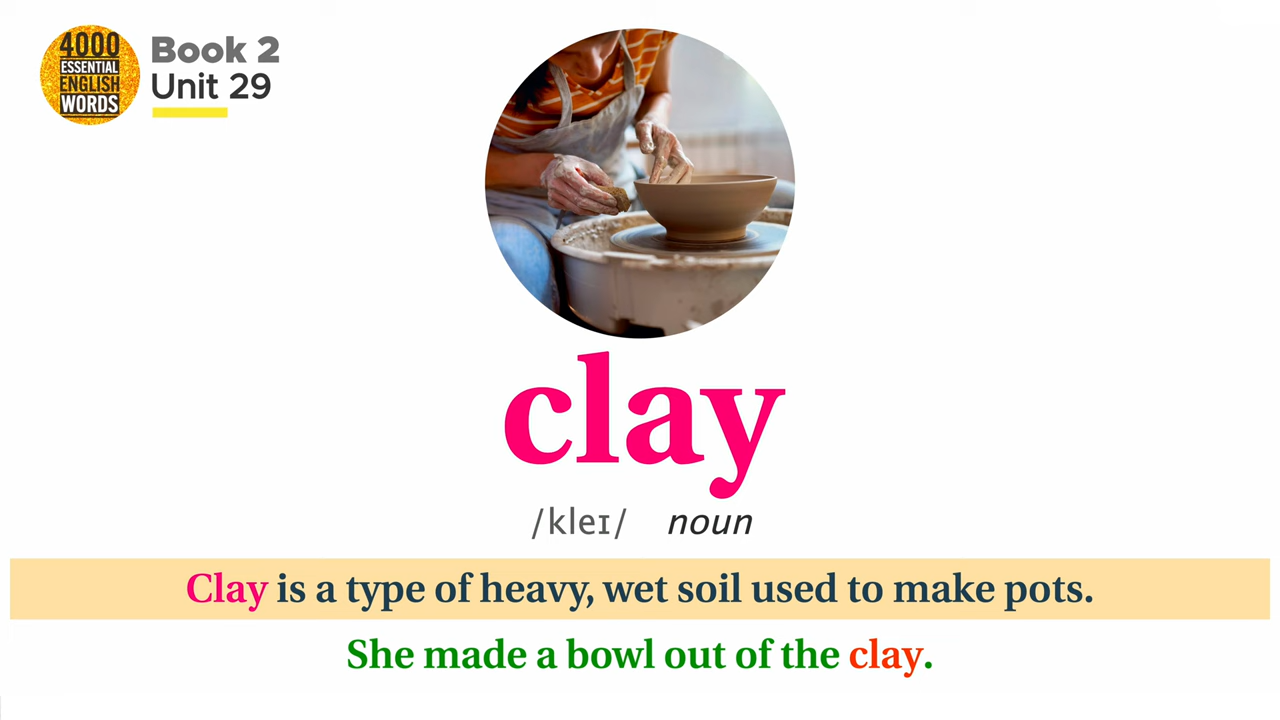 4000
ESSENTIAL
ENGLISH
WORDS
Book 2
Unit 29
clay
/kleɪ/ noun
Clay is a type of heavy, wet soil used to make pots.
She made a bowl out of the clay.